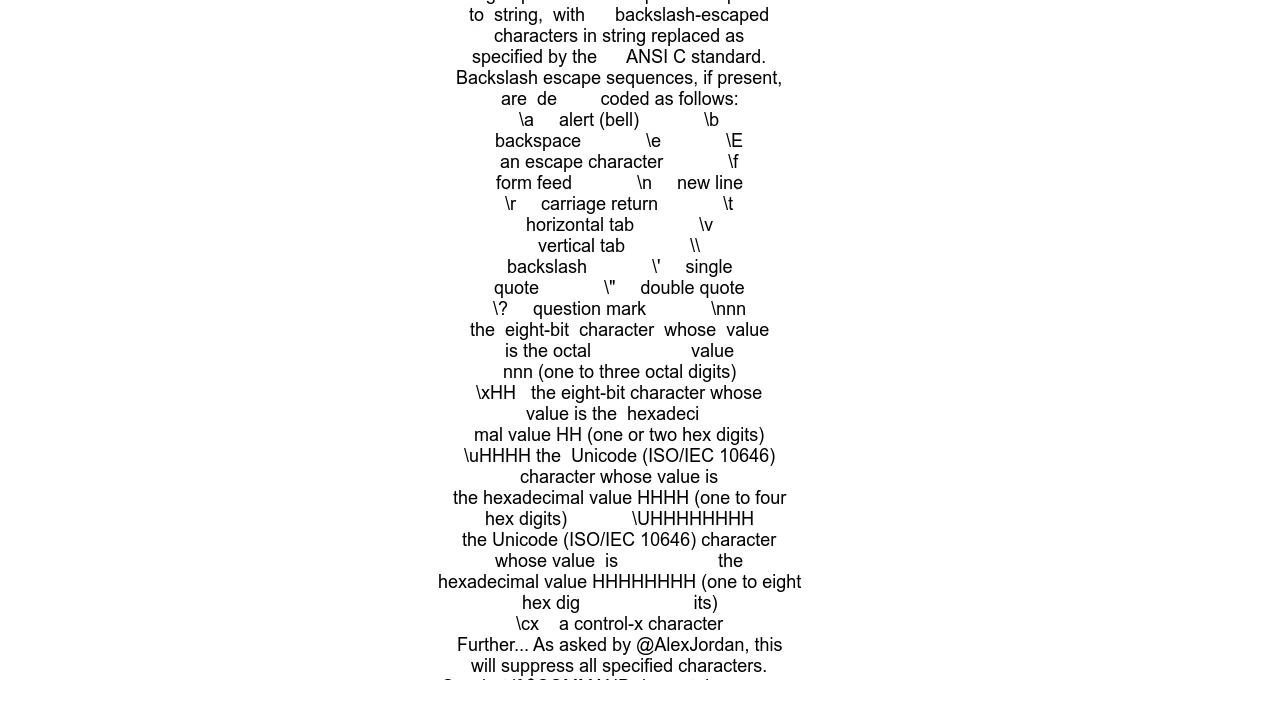 to string, with backslash-escaped
characters in string replaced as
specified by the ANSI C standard.
Backslash escape sequences, if present,
are de coded as follows:
\a alert (bell) \b
backspace \e \E
an escape character \f
form feed \n new line
\r carriage return \t
horizontal tab \v
vertical tab \\
backslash \' single
quote \" double quote
\? question mark \nnn
the eight-bit character whose value
is the octal value
nnn (one to three octal digits)
\xHH the eight-bit character whose
value is the hexadeci
mal value HH (one or two hex digits)
\uHHHH the Unicode (ISO/IEC 10646)
character whose value is
the hexadecimal value HHHH (one to four
hex digits) \UHHHHHHHH
the Unicode (ISO/IEC 10646) character
whose value is the
hexadecimal value HHHHHHHH (one to eight
hex dig its)
\cx a control-x character
Further... As asked by @AlexJordan, this
will suppress all specified characters.